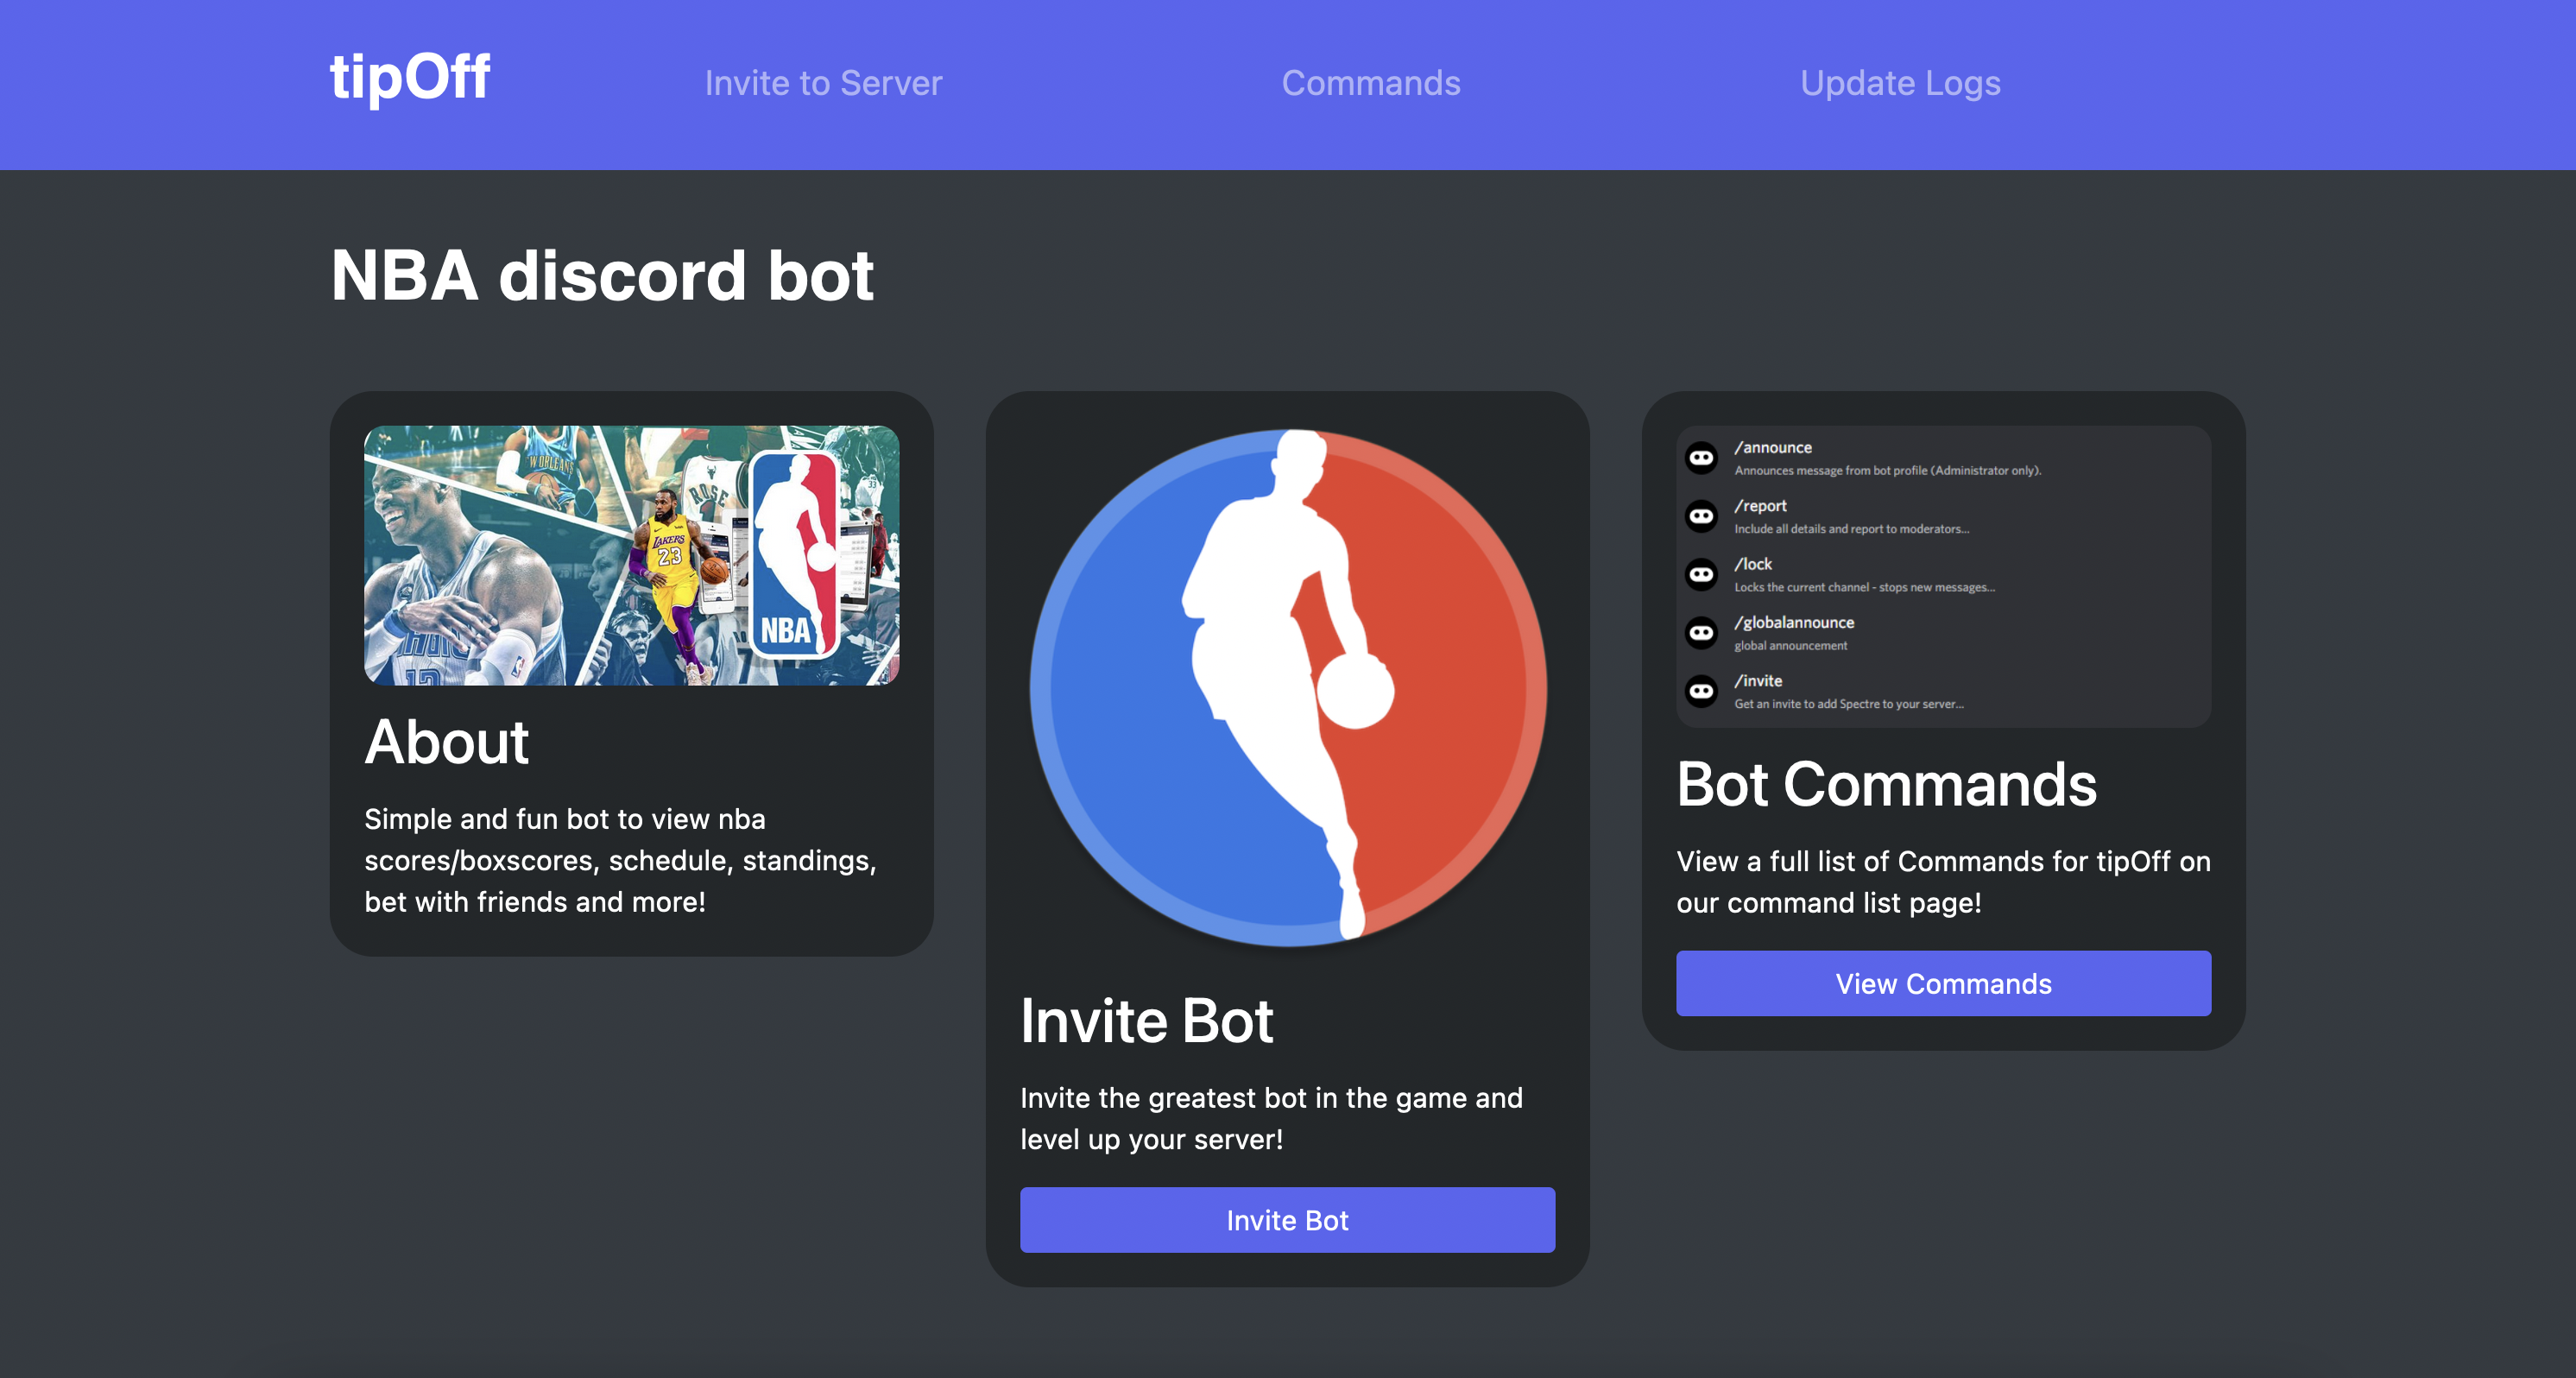 tipOff
Invite to Server
Commands
Update Logs
NBA discord bot
W ORLEANS
ROSE
33
LAKERS
23
NBA
12
About
Simple and fun bot to view nba
scores/boxscores, schedule, standings,
bet with friends and more!
Invite Bot
Invite the greatest bot in the game and
level up your server!
Invite Bot
/announce
Announces message from bot profile (Administrator only).
/report
Include all details and report to moderators...
/lock
Locks the current channel - stops new messages...
/globalannounce
global announcement
/invite
Get an invite to add Spectre to your server...
Bot Commands
View a full list of Commands for tipOff on
our command list page!
View Commands